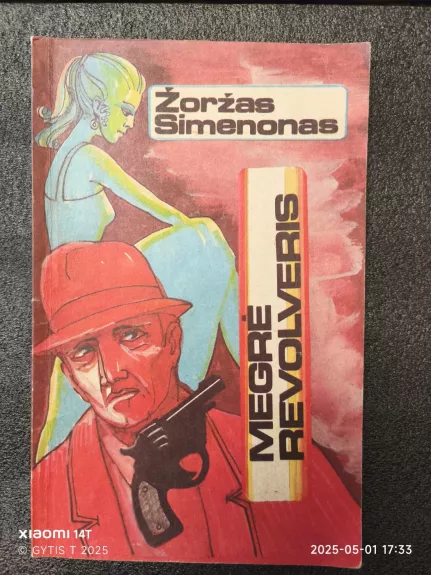 Žoržas
Simenonas
MEGRĖ
REVOLVERIS
xiaomi 14T
© GYTIS T 2025
2025-05-01 17:33